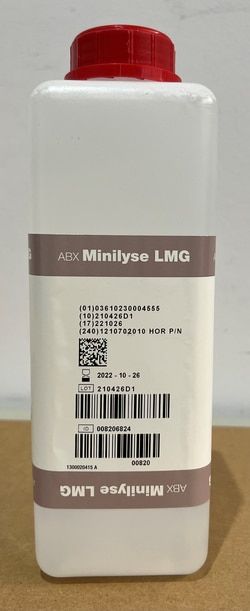 ABX Minilyse LMG
(01)03610230004555
(10)210426D1
(17)221026
(240)1210702010 HOR P/N
2022 - 10 - 26
LOT 210426D1
ID 008206824
00820
1300020415 A
ABX Minilyse LMG